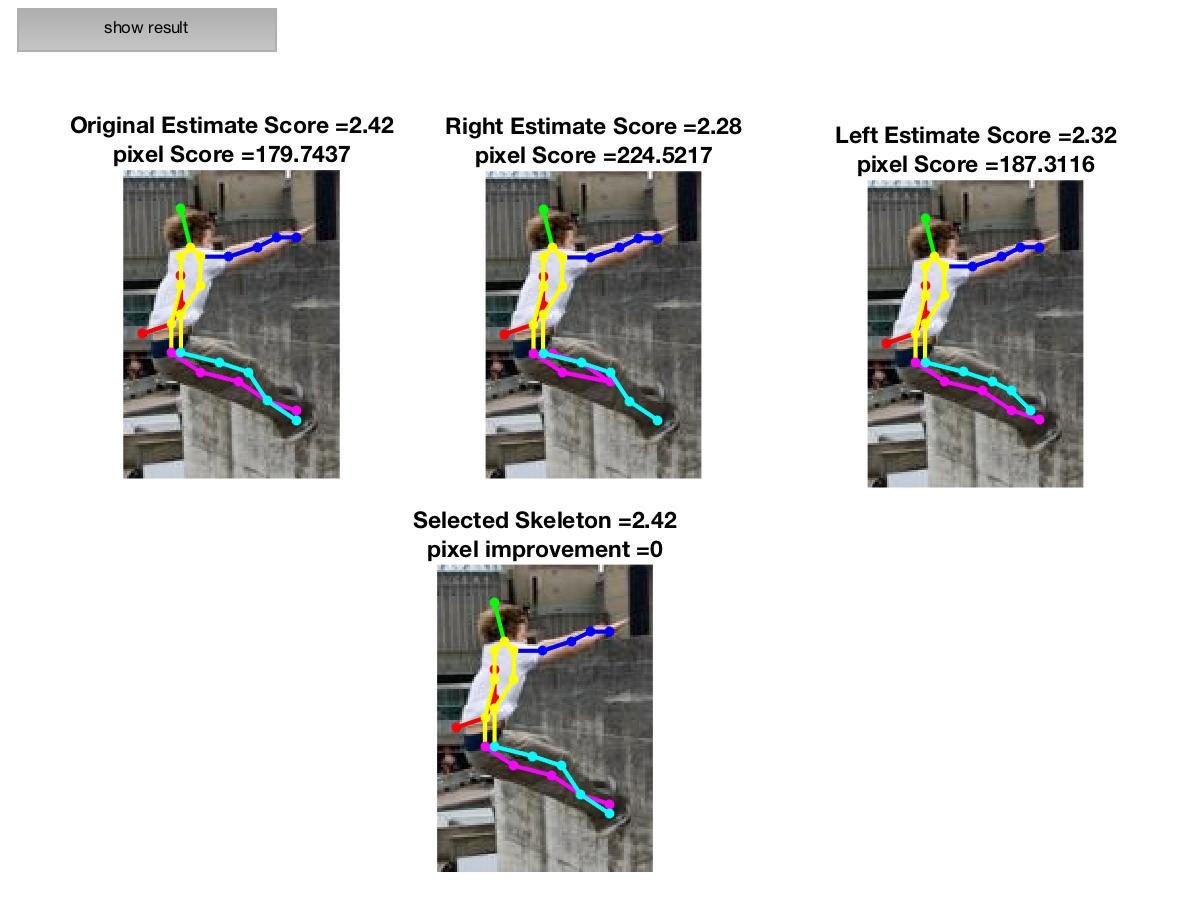 show result
Original Estimate Score =2.42
pixel Score =179.7437
Right Estimate Score =2.28
pixel Score =224.5217
Left Estimate Score =2.32
pixel Score =187.3116
Selected Skeleton =2.42
pixel improvement =0